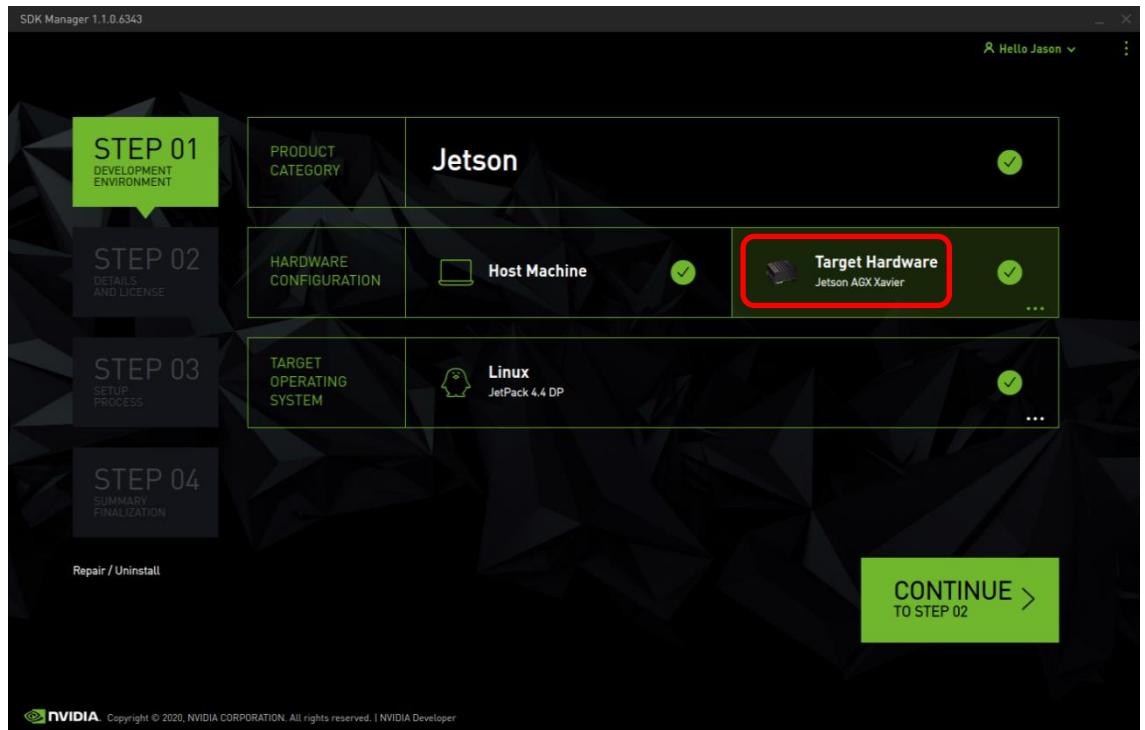 SDK Manager 1.1.0.6343
Hello Jason
STEP 01
DEVELOPMENT
ENVIRONMENT
PRODUCT
CATEGORY
Jetson
STEP 02
DETAILS
AND LICENSE
HARDWARE
CONFIGURATION
Host Machine
Target Hardware
Jetson AGX Xavier
...
STEP 03
SETUP
PROCESS
TARGET
OPERATING
SYSTEM
Linux
JetPack 4.4 DP
...
STEP 04
SUMMARY
FINALIZATION
Repair / Uninstall
CONTINUE >
TO STEP 02
NVIDIA. Copyright © 2020, NVIDIA CORPORATION. All rights reserved. | NVIDIA Developer